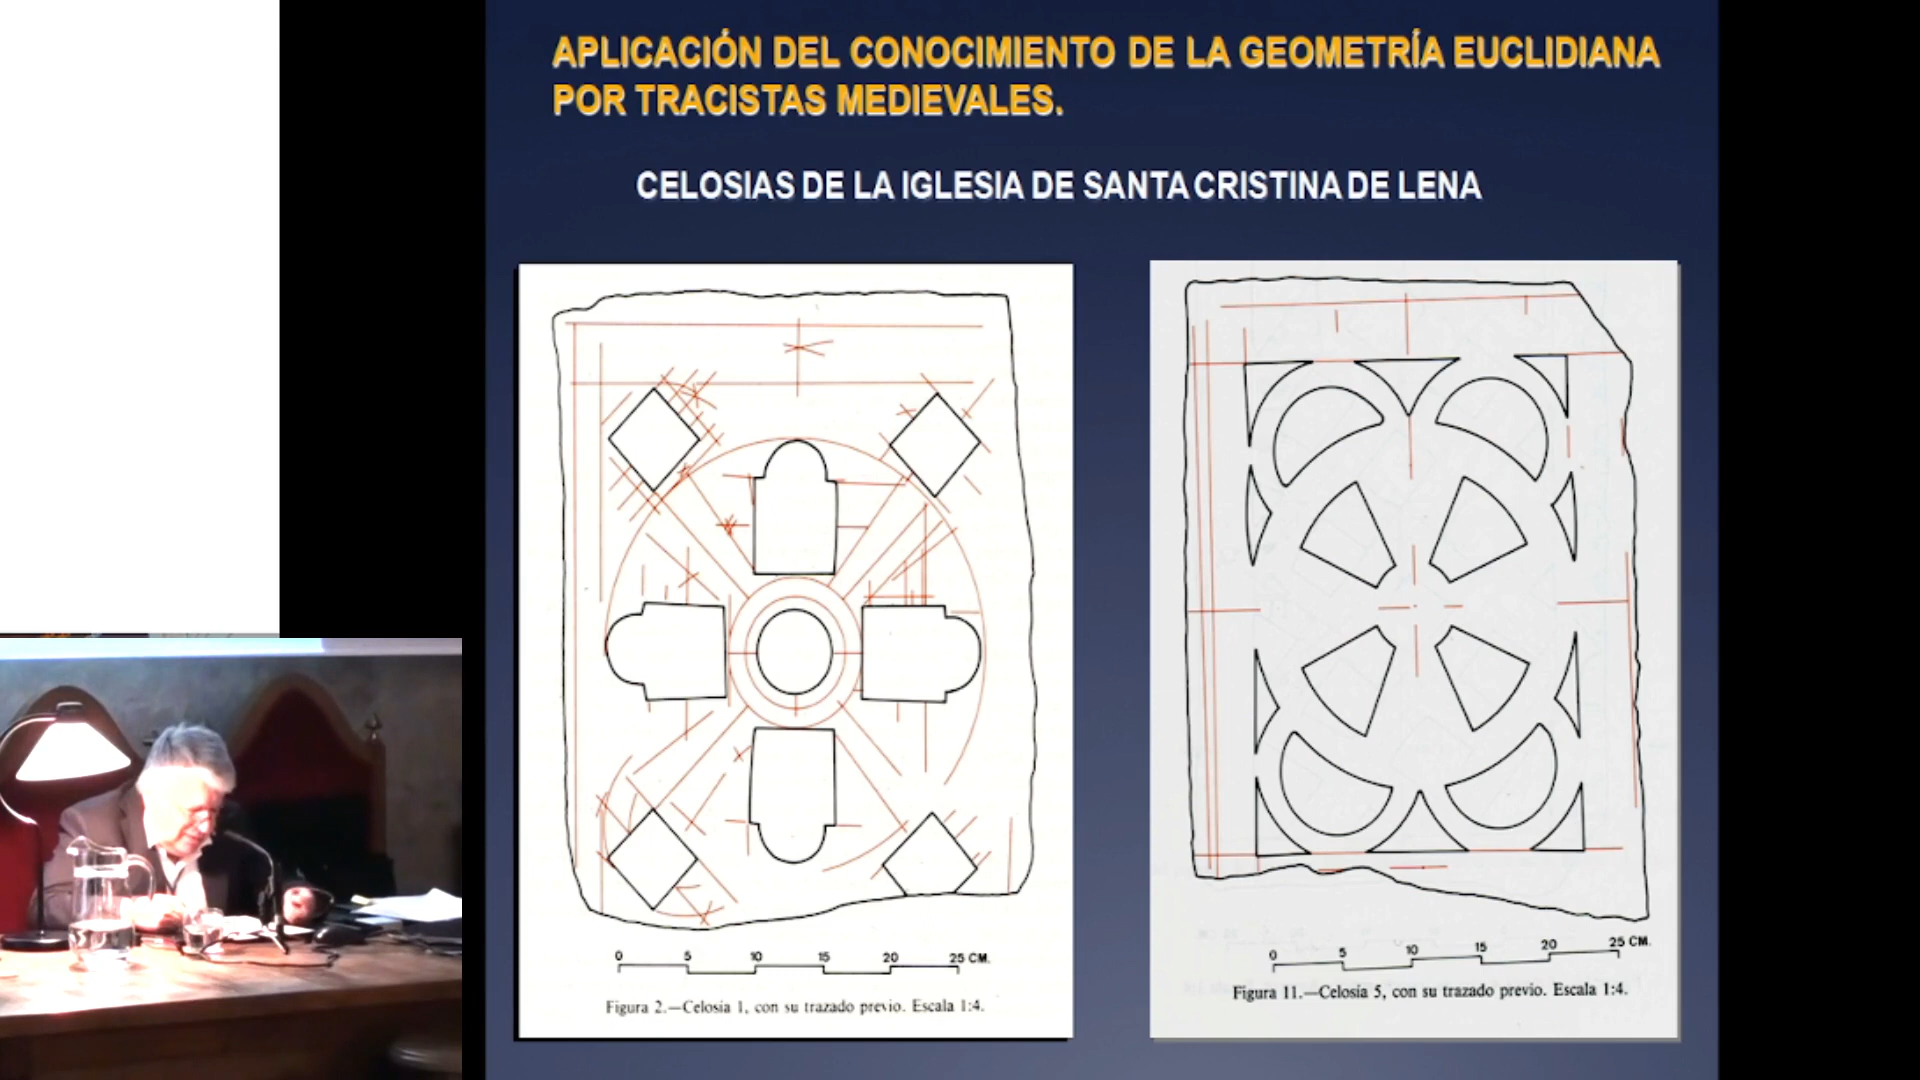 APLICACIÓN DEL CONOCIMIENTO DE LA GEOMETRÍA EUCLIDIANA
POR TRACISTAS MEDIEVALES.
CELOSIAS DE LA IGLESIA DE SANTA CRISTINA DE LENA
0 5 10 15 20 25 CM.
Figura 2.—Celosia 1, con su trazado previo. Escala 1:4.
0 5 10 15 20 25 CM.
Figura 11.—Celosía 5, con su trazado previo. Escala 1:4.